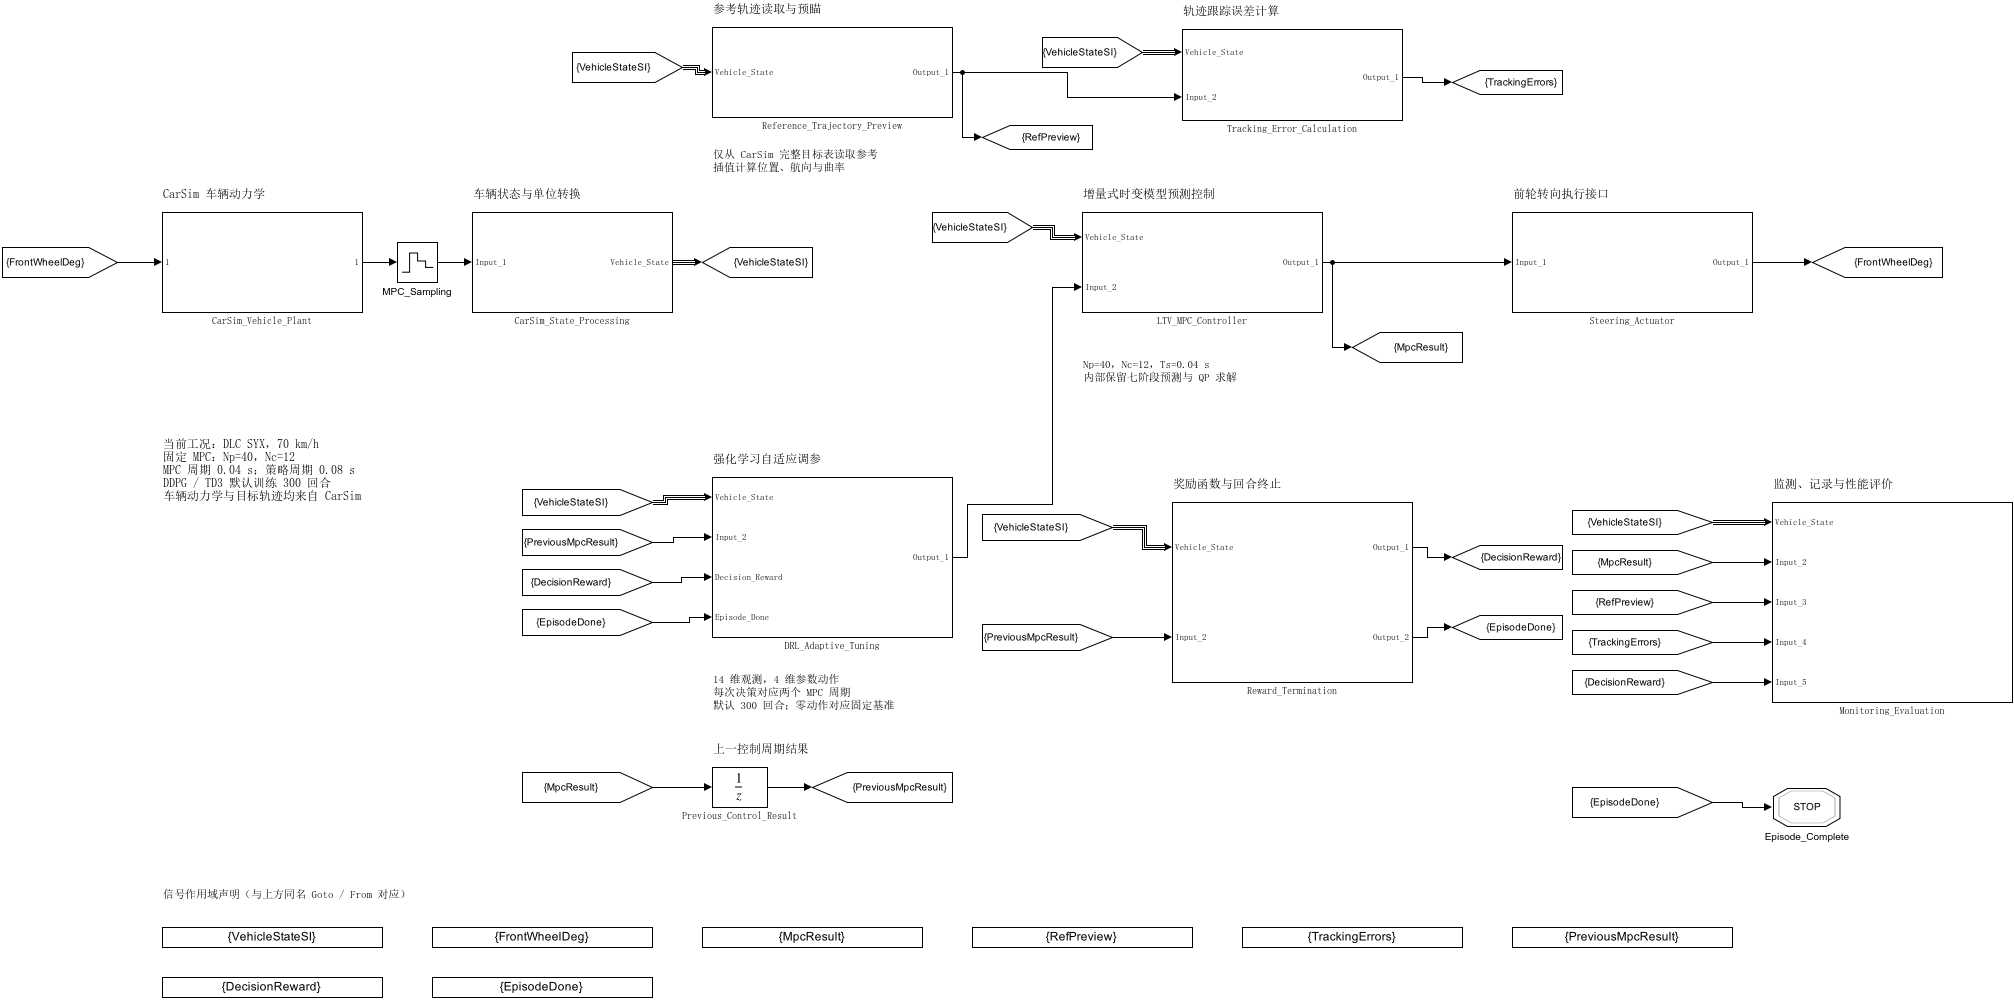 参考轨迹读取与预瞄
轨迹跟踪误差计算
{VehicleStateSI}
Vehicle_State
Output_1
Reference_Trajectory_Preview
{VehicleStateSI}
Vehicle_State
Input_2
Output_1
Tracking_Error_Calculation
{TrackingErrors}
{RefPreview}
仅从 CarSim 完整目标表读取参考
插值计算位置、航向与曲率
CarSim 车辆动力学
车辆状态与单位转换
增量式时变模型预测控制
前轮转向执行接口
{FrontWheelDeg}
1
1
CarSim_Vehicle_Plant
MPC_Sampling
Input_1
Vehicle_State
CarSim_State_Processing
{VehicleStateSI}
{VehicleStateSI}
Vehicle_State
Input_2
Output_1
LTV_MPC_Controller
{MpcResult}
Input_1
Output_1
Steering_Actuator
{FrontWheelDeg}
Np=40, Nc=12, Ts=0.04 s
内部保留七阶段预测与 QP 求解
当前工况: DLC SYX, 70 km/h
固定 MPC: Np=40, Nc=12
MPC 周期 0.04 s; 策略周期 0.08 s
DDPG / TD3 默认训练 300 回合
车辆动力学与目标轨迹均来自 CarSim
强化学习自适应调参
{VehicleStateSI}
{PreviousMpcResult}
{DecisionReward}
{EpisodeDone}
Vehicle_State
Input_2
Decision_Reward
Episode_Done
Output_1
DRL_Adaptive_Tuning
14 维观测, 4 维参数动作
每次决策对应两个 MPC 周期
默认 300 回合; 零动作对应固定基准
奖励函数与回合终止
{VehicleStateSI}
{PreviousMpcResult}
Vehicle_State
Input_2
Output_1
Output_2
Reward_Termination
{DecisionReward}
{EpisodeDone}
监测、记录与性能评价
{VehicleStateSI}
{MpcResult}
{RefPreview}
{TrackingErrors}
{DecisionReward}
Vehicle_State
Input_2
Input_3
Input_4
Input_5
Monitoring_Evaluation
上一控制周期结果
{MpcResult}
1
z
Previous_Control_Result
{PreviousMpcResult}
{EpisodeDone}
STOP
Episode_Complete
信号作用域声明（与上方同名 Goto / From 对应）
{VehicleStateSI}
{FrontWheelDeg}
{MpcResult}
{RefPreview}
{TrackingErrors}
{PreviousMpcResult}
{DecisionReward}
{EpisodeDone}